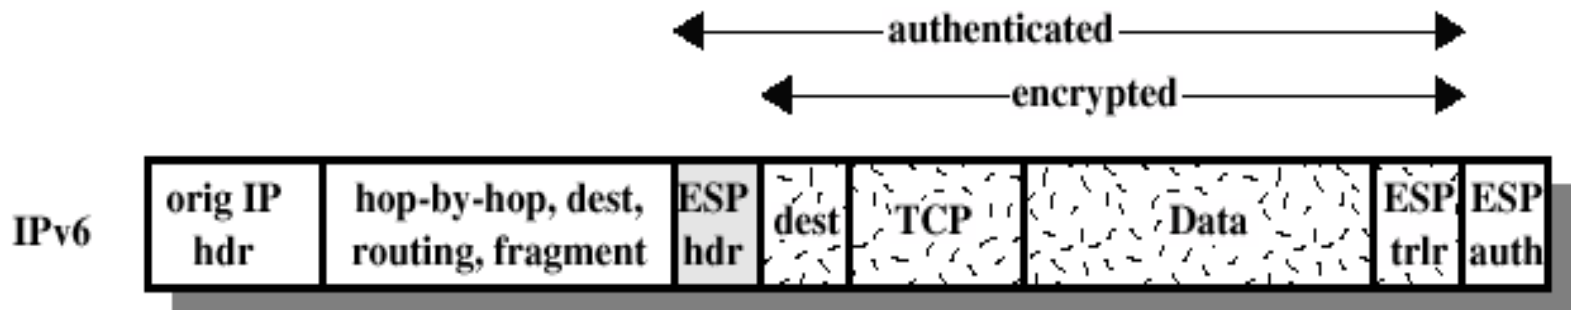 authenticated
encrypted
IPv6
orig IP
hdr
hop-by-hop, dest,
routing, fragment
ESP
hdr
dest
TCP
Data
ESP
trlr
ESP
auth